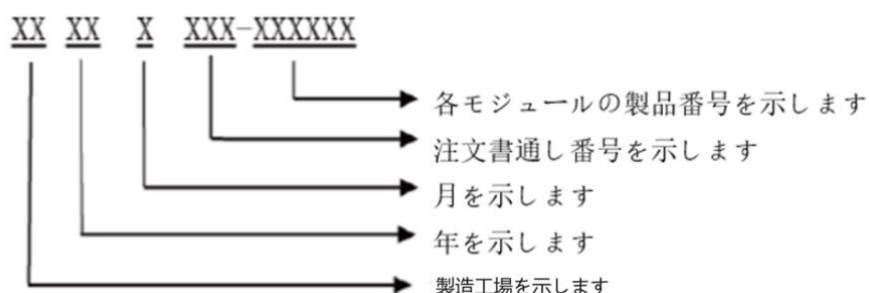 XX XX X XXX-XXXXXX
各モジュールの製品番号を示します
注文書通し番号を示します
月を示します
年を示します
製造工場を示します